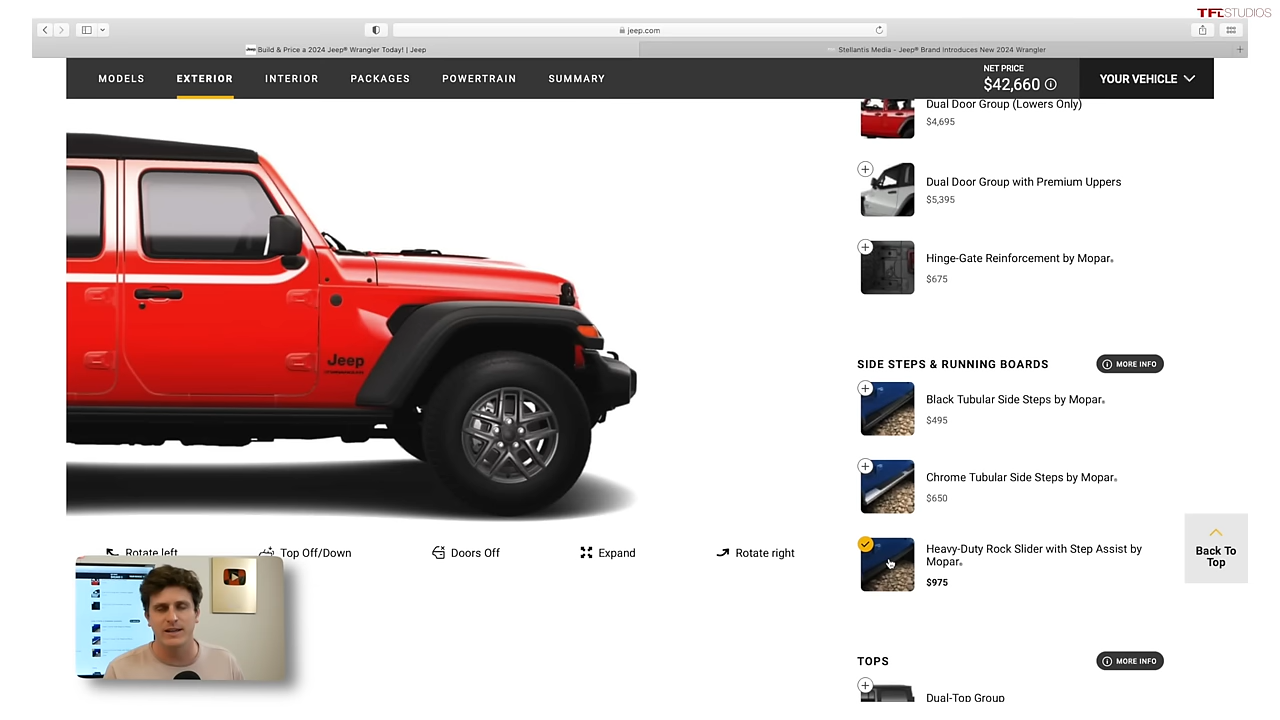 TFLSTUDIOS
jeep.com
Build & Price a 2024 Jeep® Wrangler Today! | Jeep
Stellantis Media - Jeep® Brand Introduces New 2024 Wrangler
MODELS
EXTERIOR
INTERIOR
PACKAGES
POWERTRAIN
SUMMARY
NET PRICE
$42,660
YOUR VEHICLE
Dual Door Group (Lowers Only)
$4,695
Dual Door Group with Premium Uppers
$5,395
Hinge-Gate Reinforcement by Mopar®
$675
SIDE STEPS & RUNNING BOARDS
MORE INFO
Black Tubular Side Steps by Mopar®
$495
Chrome Tubular Side Steps by Mopar®
$650
Heavy-Duty Rock Slider with Step Assist by
Mopar®
$975
Back To
Top
TOPS
MORE INFO
Dual-Top Group
Jeep
Rotate left
Top Off/Down
Doors Off
Expand
Rotate right